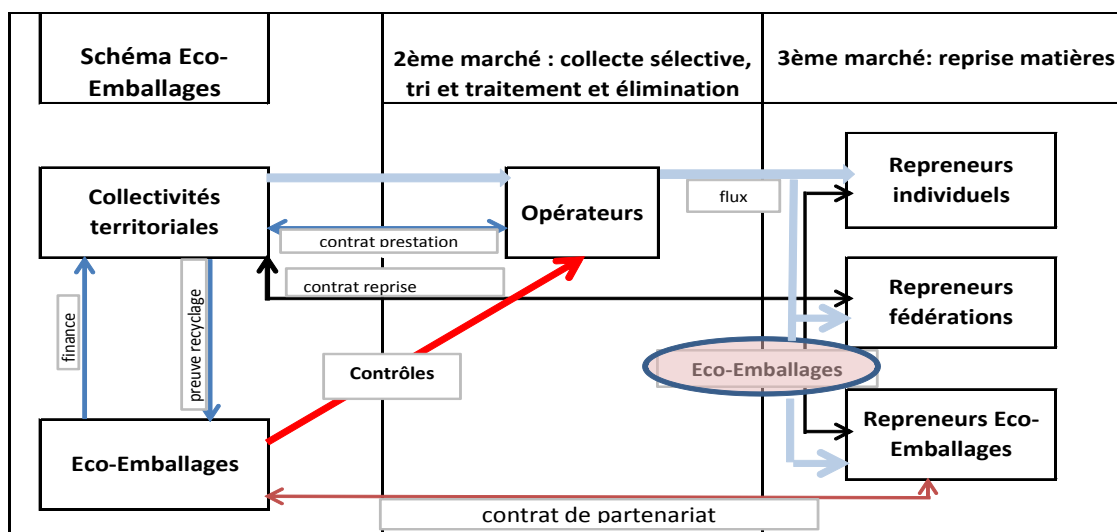 Schéma Eco-
Emballages
2ème marché : collecte sélective,
tri et traitement et élimination
3ème marché: reprise matières
Collectivités
territoriales
Opérateurs
flux
Repreneurs
individuels
contrat prestation
contrat reprise
Repreneurs
fédérations
finance
preuve recyclage
Contrôles
Eco-Emballages
Eco-Emballages
Repreneurs Eco-
Emballages
contrat de partenariat